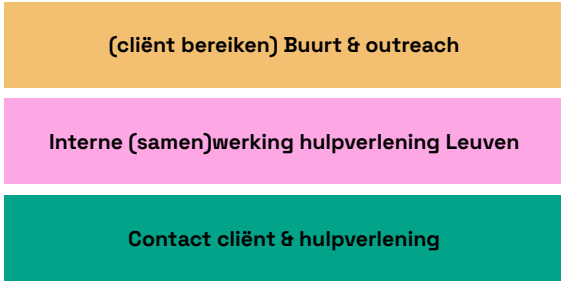 (cliënt bereiken) Buurt & outreach
Interne (samen)werking hulpverlening Leuven
Contact cliënt & hulpverlening